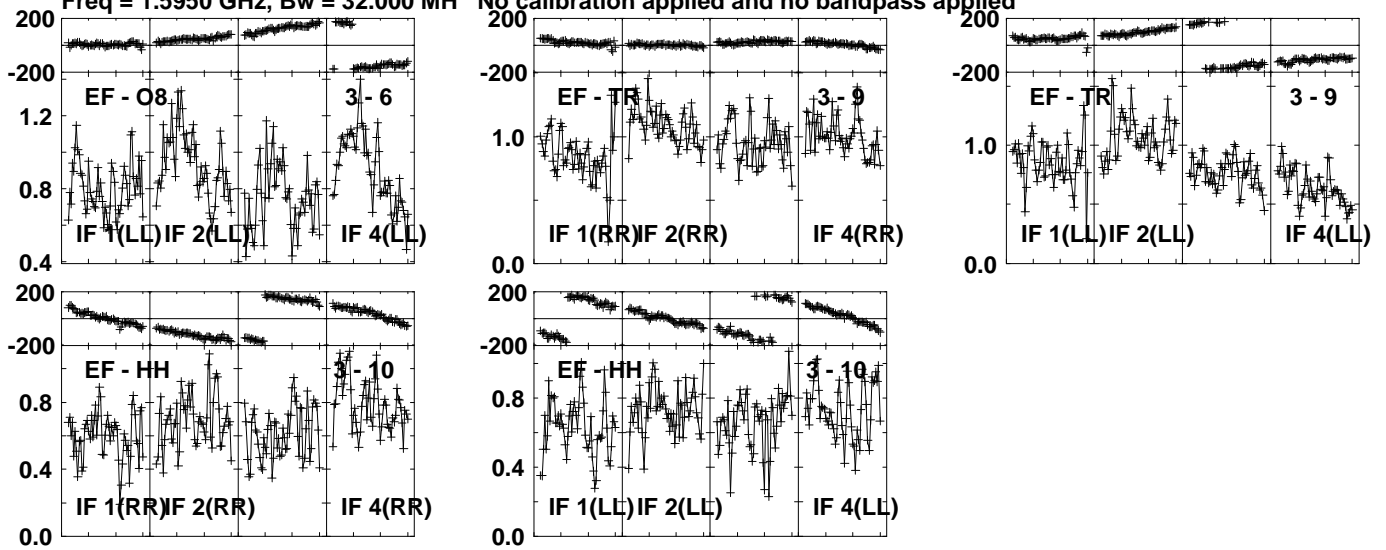 Freq = 1.5950 GHz, Bw = 32.000 MH No calibration applied and no bandpass applied
200
-200
EF - O8 3 - 6
1.2
0.8
0.4
IF 1(LL) IF 2(LL) IF 4(LL)
200
-200
EF - TR 3 - 9
1.0
0.0
IF 1(RR) IF 2(RR) IF 4(RR)
200
-200
EF - TR 3 - 9
1.0
0.0
IF 1(LL) IF 2(LL) IF 4(LL)
200
-200
EF - HH 3 - 10
0.8
0.4
0.0
IF 1(RR) IF 2(RR) IF 4(RR)
200
-200
EF - HH 3 - 10
0.8
0.4
0.0
IF 1(LL) IF 2(LL) IF 4(LL)